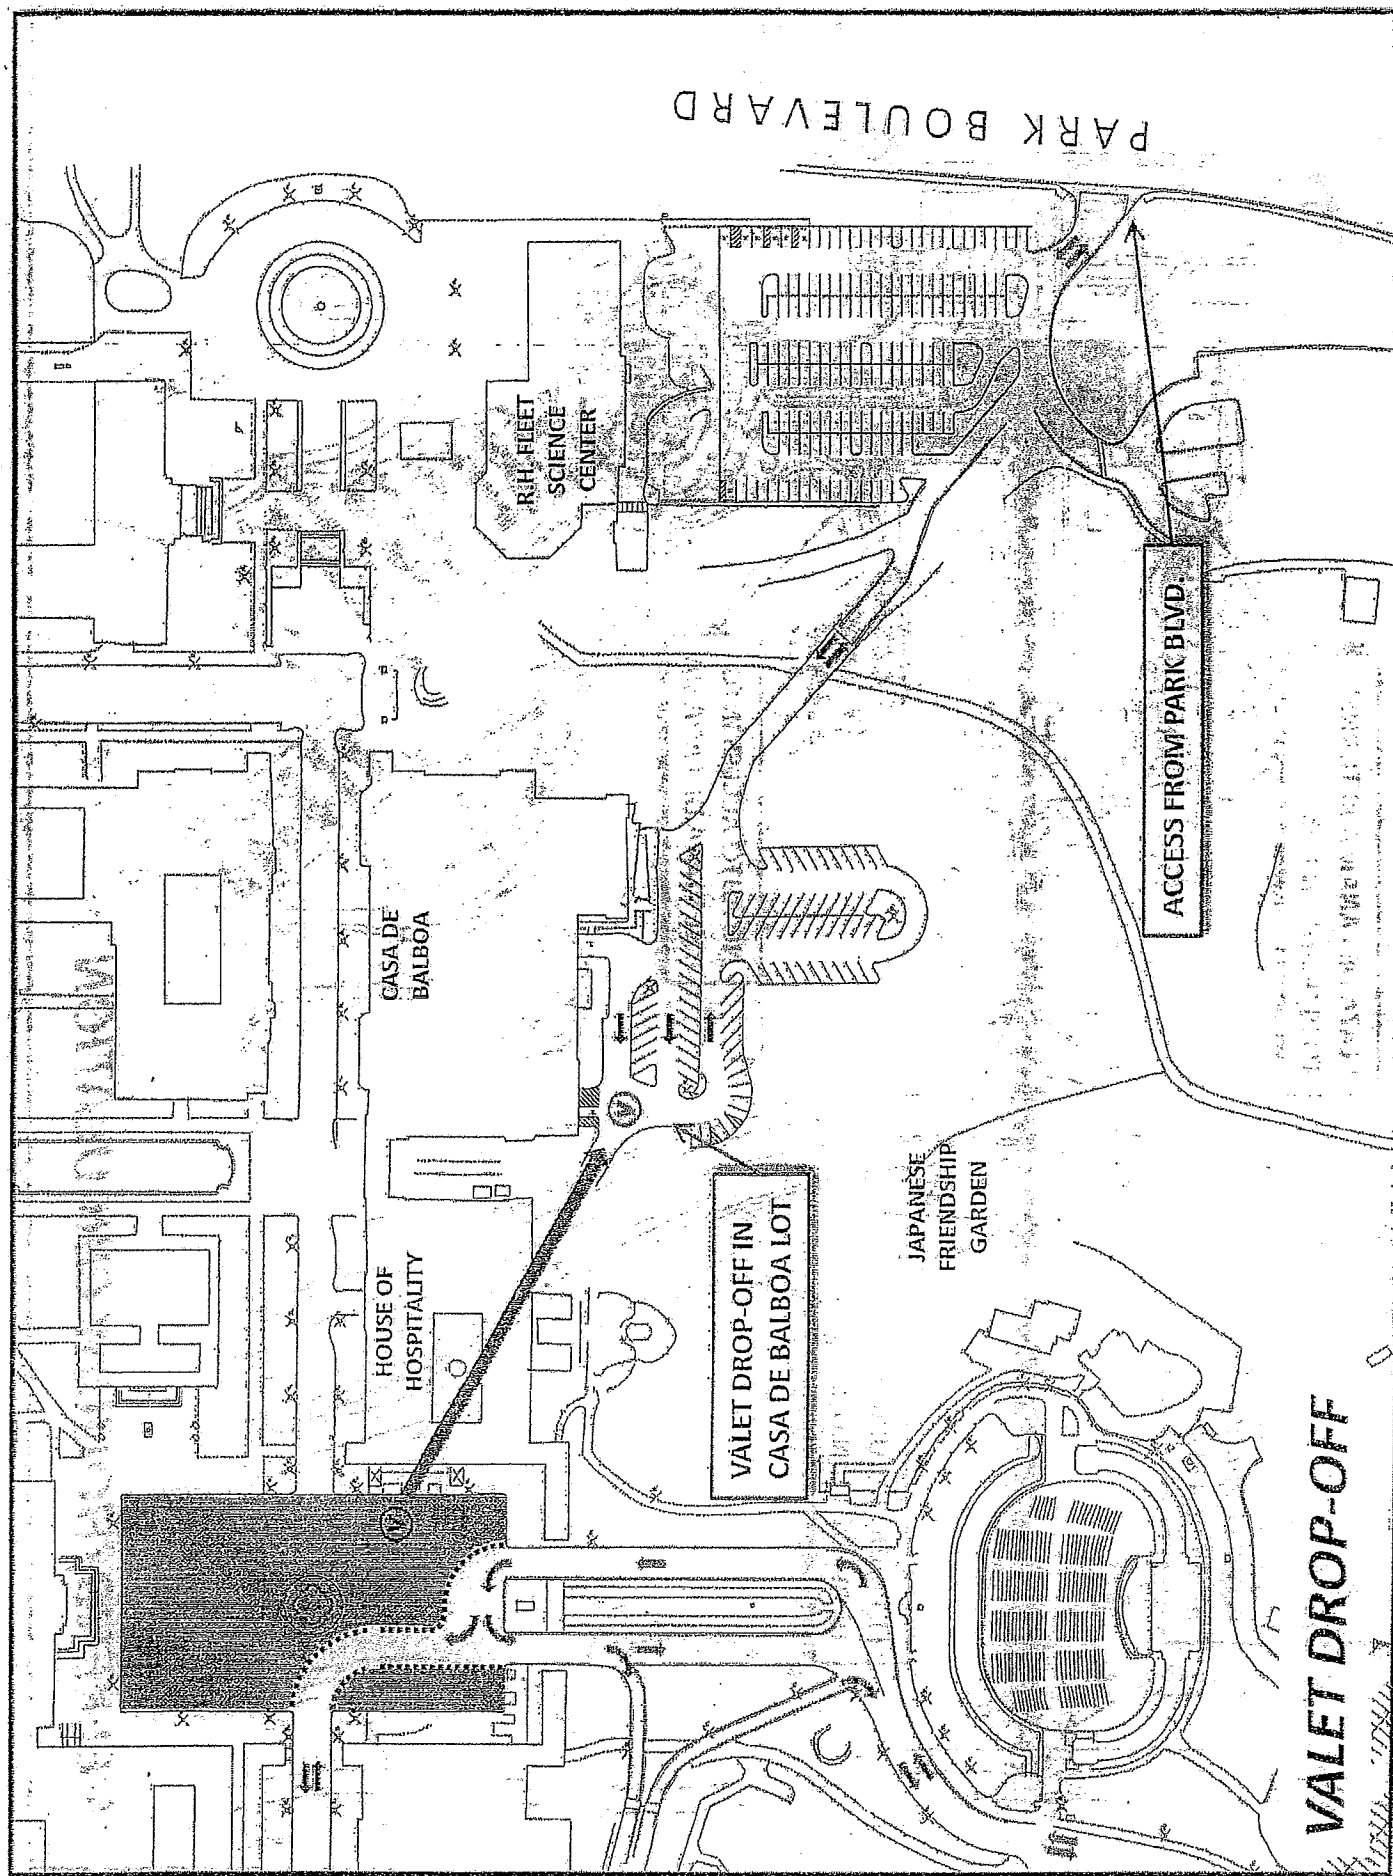 PARK BOULEVARD
R.H. FLEET
SCIENCE
CENTER
CASA DE
BALBOA
HOUSE OF
HOSPITALITY
ACCESS FROM PARK BLVD.
VALET DROP-OFF IN
CASA DE BALBOA LOT
JAPANESE
FRIENDSHIP
GARDEN
V
V
VALET DROP-OFF